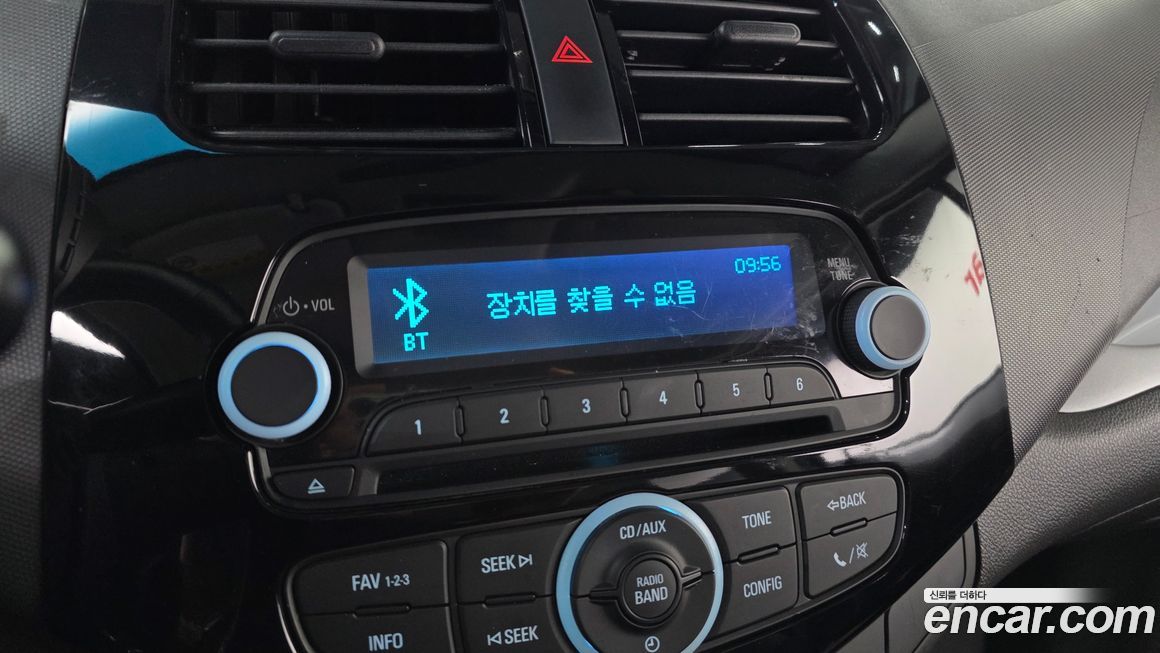 09:56
장치를 찾을 수 없음
BT
VOL
MENU
TONE
1 2 3 4 5 6
CD/AUX
TONE
BACK
FAV 1-2-3
SEEK
RADIO
BAND
CONFIG
INFO
SEEK
신뢰를 더하다
encar.com